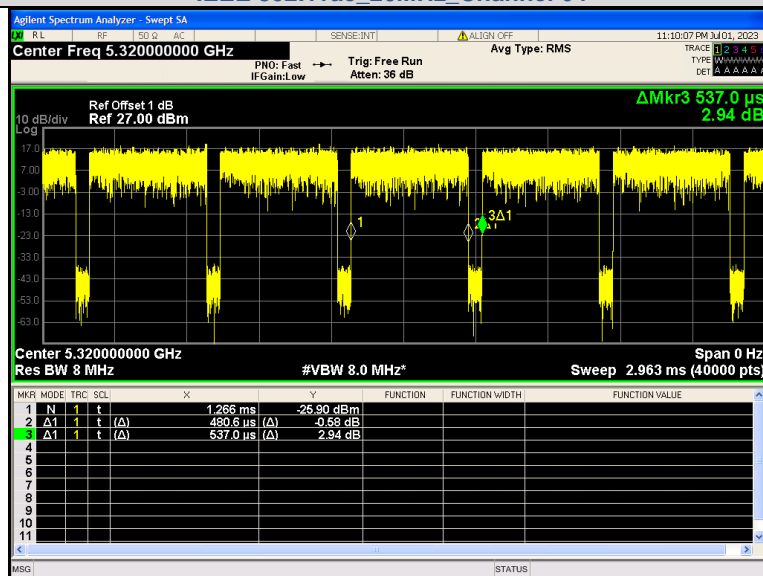 Agilent Spectrum Analyzer - Swept SA
RL RF 50 Ω AC SENSE:INT ALIGN OFF 11:10:07 PM Jul 01, 2023
Center Freq 5.320000000 GHz Avg Type: RMS TRACE 1 2 3 4 5
PNO: Fast Trig: Free Run TYPE
IFGain:Low Atten: 36 dB DET A A A A A
ΔMkr3 537.0 µs
Ref Offset 1 dB
10 dB/div Ref 27.00 dBm 2.94 dB
Log
17.0
7.00
-3.00
-13.0
1 3Δ1
-23.0
-33.0
-43.0
-53.0
-63.0
Center 5.320000000 GHz Span 0 Hz
Res BW 8 MHz #VBW 8.0 MHz* Sweep 2.963 ms (40000 pts)
MKR MODE TRC SCL X Y FUNCTION FUNCTION WIDTH FUNCTION VALUE
1 N 1 t 1.266 ms -25.90 dBm
2 Δ1 1 t (Δ) 480.6 µs (Δ) -0.58 dB
3 Δ1 1 t (Δ) 537.0 µs (Δ) 2.94 dB
4
5
6
7
8
9
10
11
MSG STATUS